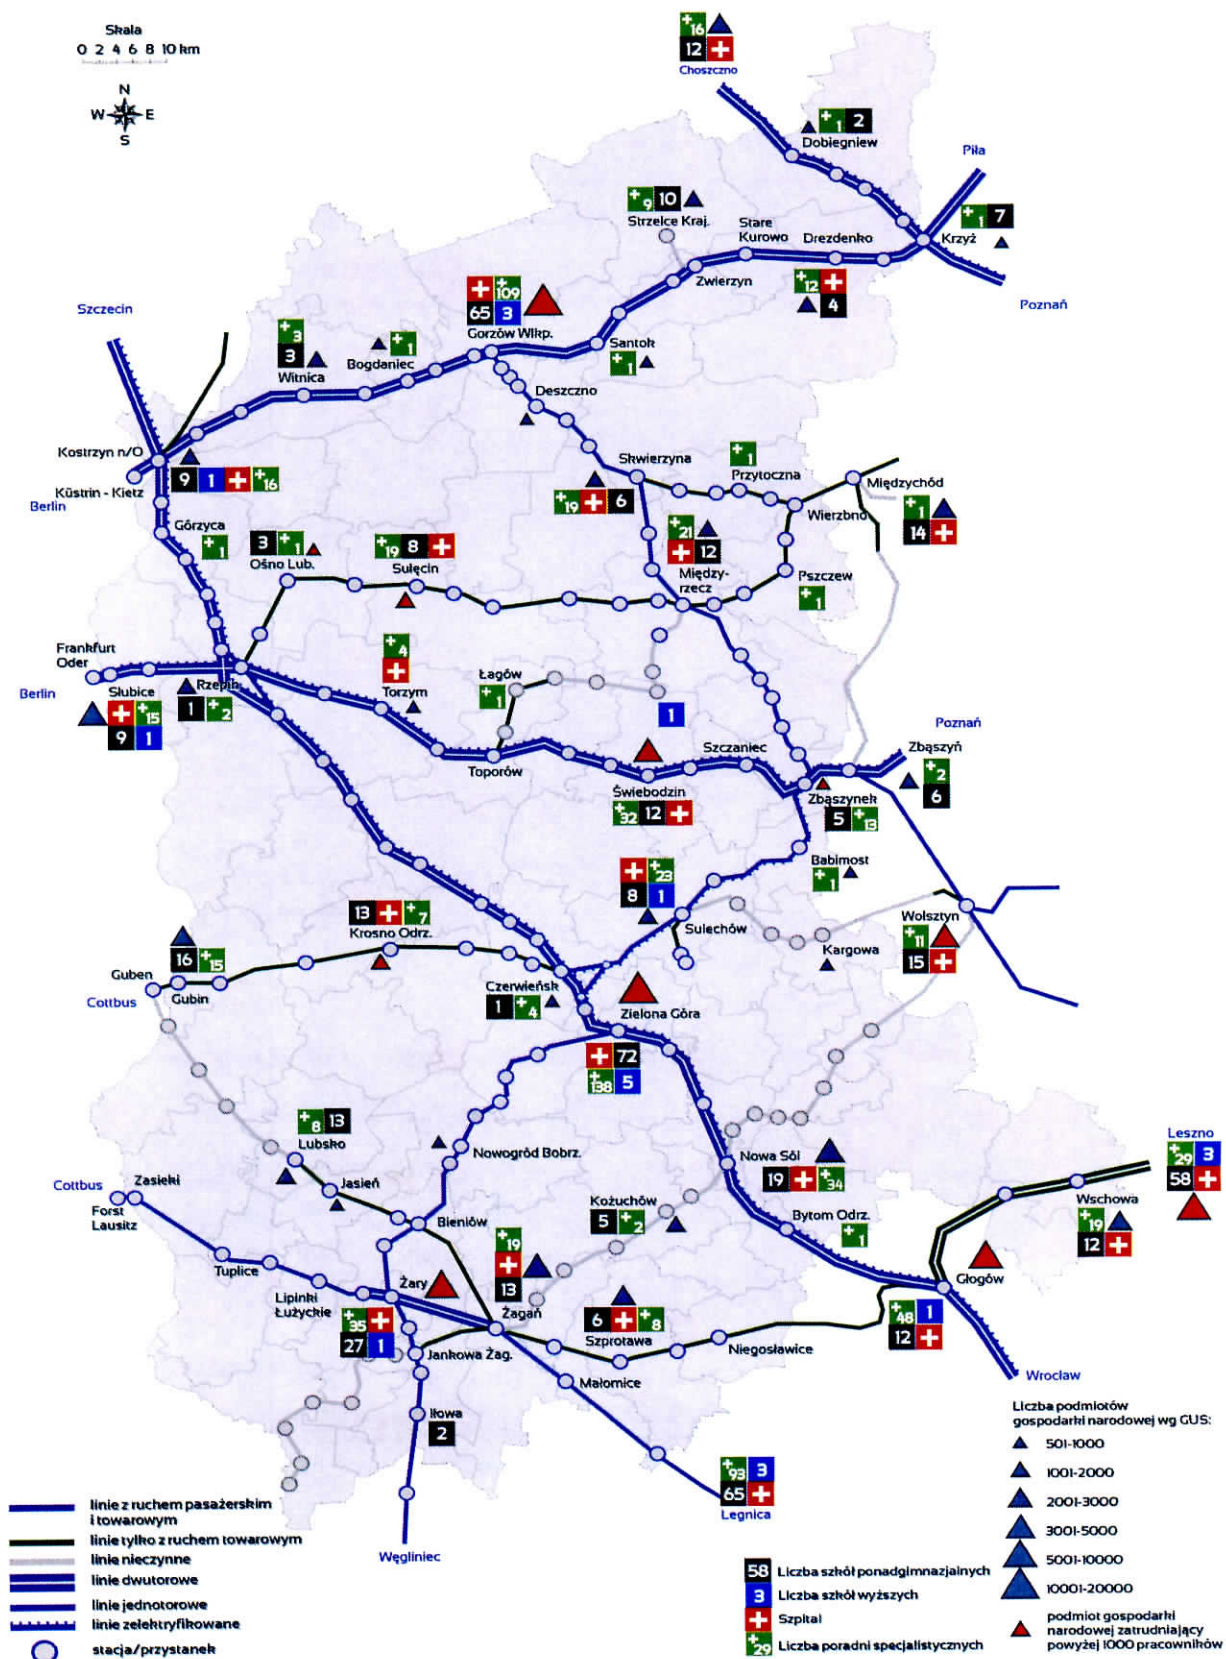 Skala
0 2 4 6 8 10 km
N
W E
S
16
12
Choszczno
1 2
Dobiegniew
Piła
1 7
Krzyż
Poznań
9 10
Strzelce Kraj.
Stare
Kurowo
Drezdenko
Zwierzyn
12
4
109
65 3
Gorzów Wlkp.
Santok
1
Szczecin
3
3
Witnica
1
Bogdaniec
Deszczno
Kostrzyn n/O
Küstrin - Kietz
Berlin
9 1 16
Skwierzyna
19 6
1
Przytoczna
Międzychód
Wierzbno
1
14
Górzyca
1
3 1
Ośno Lub.
19 8
Sulęcin
21
12
Między-
rzecz
Pszczew
1
Frankfurt
Oder
Berlin
Słubice
15
9 1
Rzepin
1 2
4
Torzym
Łagów
1
1
Toporów
Szczaniec
Świebodzin
32 12
Poznań
Zbąszyń
2
6
Zbąszynek
5 13
Babimost
1
23
8 1
Sulechów
Kargowa
Wolsztyn
11
15
13 7
Krosno Odrz.
16 15
Guben
Gubin
Cottbus
Czerwieńsk
1 4
Zielona Góra
72
138 5
8 13
Lubsko
Jasień
Nowogród Bobrz.
Nowa Sól
19 34
Leszno
29 3
58
Wschowa
19
12
Cottbus
Zasieki
Forst
Lausitz
Bieniów
Kożuchów
5 2
Bytom Odrz.
1
Tuplice
Lipinki
Łużyckie
Żary
35
27 1
19
13
Żagań
6 8
Szprotawa
Niegosławice
Głogów
48 1
12
Jankowa Żag.
Małomice
Wrocław
Iłowa
2
93 3
65
Legnica
Węgliniec
Liczba podmiotów
gospodarki narodowej wg GUS:
501-1000
1001-2000
2001-3000
3001-5000
5001-10000
10001-20000
podmiot gospodarki
narodowej zatrudniający
powyżej 1000 pracowników
linie z ruchem pasażerskim
i towarowym
linie tylko z ruchem towarowym
linie nieczynne
linie dwutorowe
linie jednotorowe
linie zelektryfikowane
stacja/przystanek
58 Liczba szkół ponadgimnazjalnych
3 Liczba szkół wyższych
Szpital
29 Liczba poradni specjalistycznych